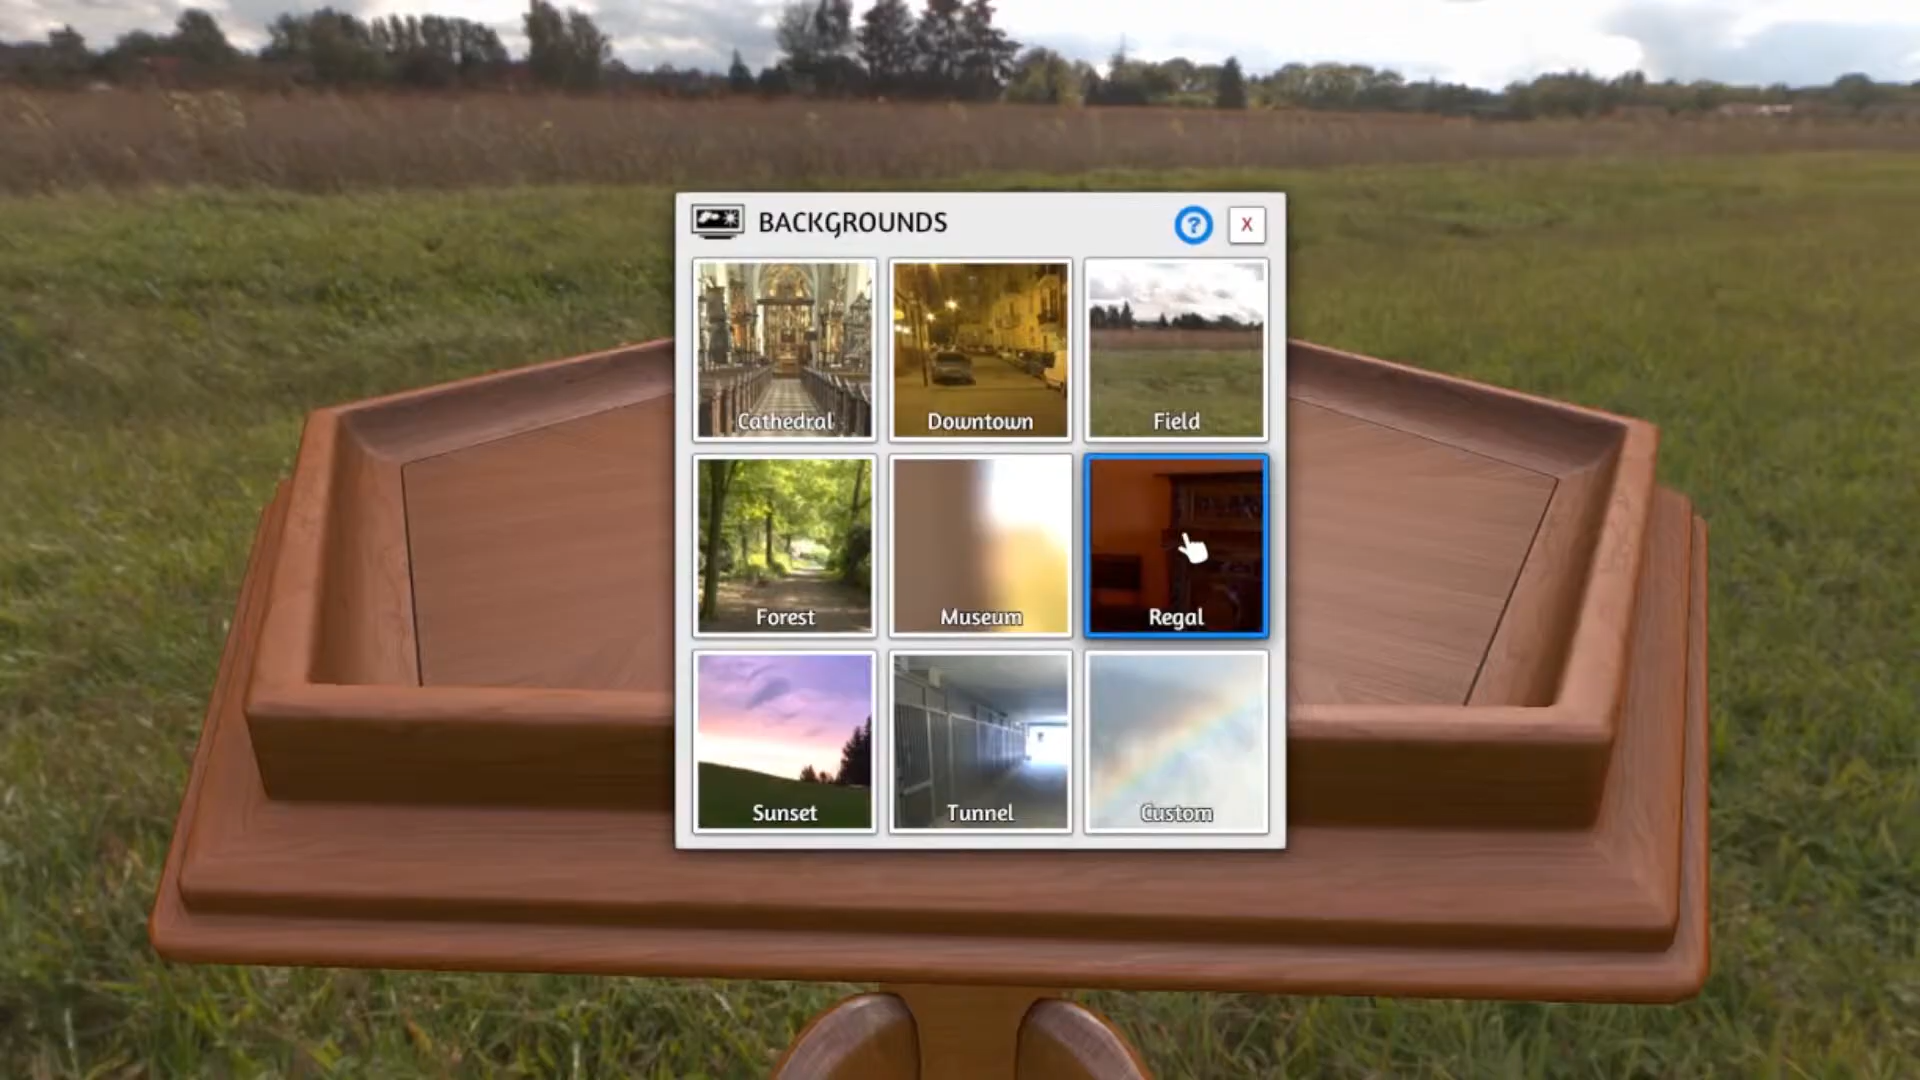 BACKGROUNDS
?
X
Cathedral
Downtown
Field
Forest
Museum
Regal
Sunset
Tunnel
Custom